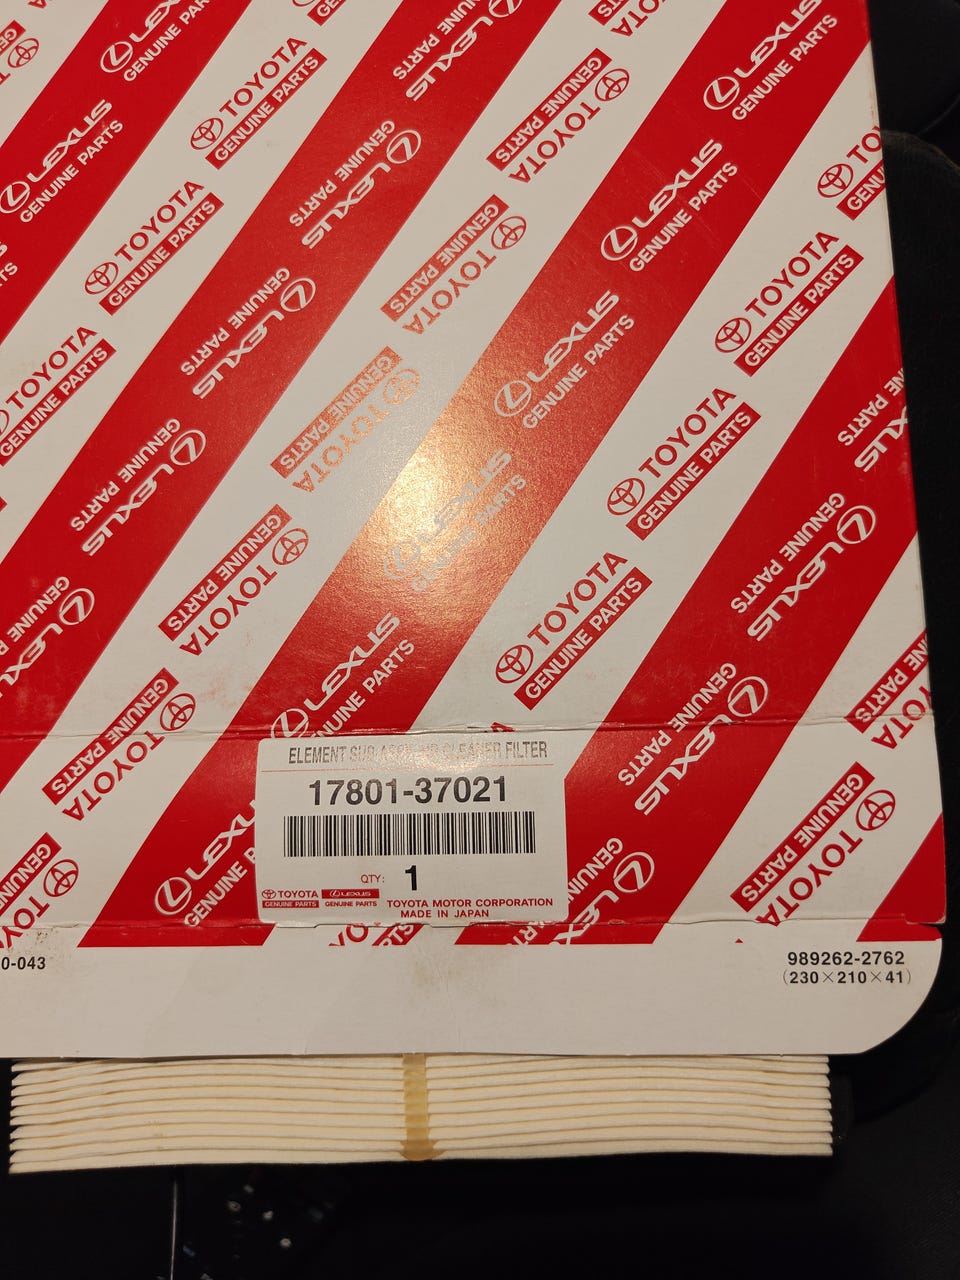 TOYOTA
GENUINE PARTS
LEXUS
GENUINE PARTS
ELEMENT SUB-ASSY, AIR CLEANER FILTER
17801-37021
QTY: 1
TOYOTA
GENUINE PARTS
LEXUS
GENUINE PARTS
TOYOTA MOTOR CORPORATION
MADE IN JAPAN
0-043
989262-2762
(230×210×41)